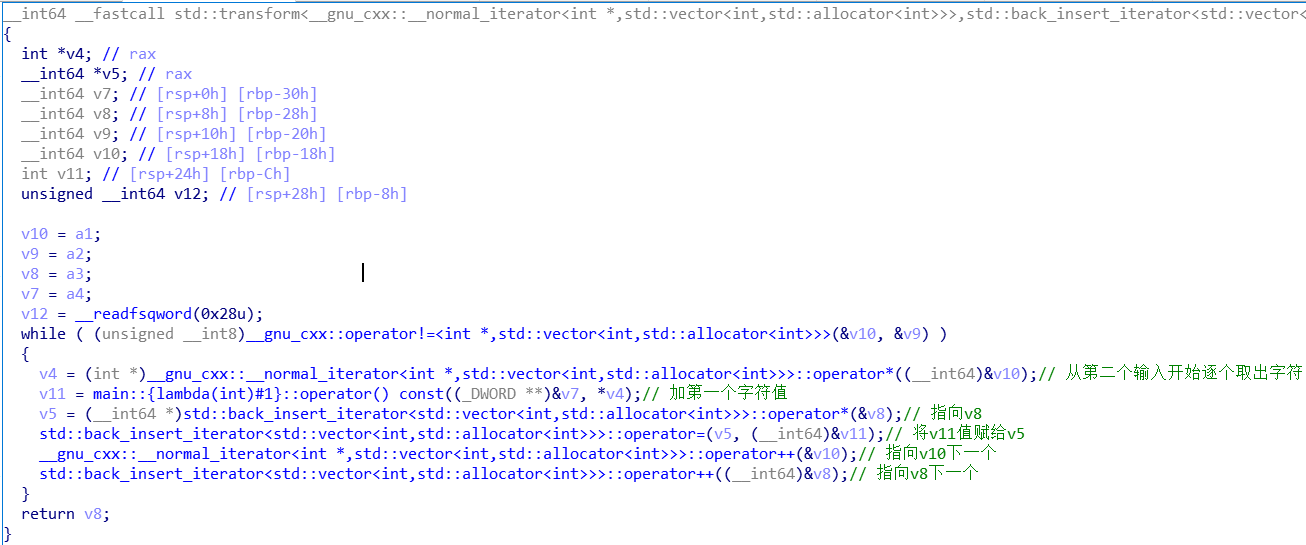 __int64 __fastcall std::transform<__gnu_cxx::__normal_iterator<int *,std::vector<int,std::allocator<int>>>,std::back_insert_iterator<std::vector<
{
int *v4; // rax
__int64 *v5; // rax
__int64 v7; // [rsp+0h] [rbp-30h]
__int64 v8; // [rsp+8h] [rbp-28h]
__int64 v9; // [rsp+10h] [rbp-20h]
__int64 v10; // [rsp+18h] [rbp-18h]
int v11; // [rsp+24h] [rbp-Ch]
unsigned __int64 v12; // [rsp+28h] [rbp-8h]
v10 = a1;
v9 = a2;
v8 = a3;
v7 = a4;
v12 = __readfsqword(0x28u);
while ( (unsigned __int8)__gnu_cxx::operator!=<int *,std::vector<int,std::allocator<int>>>(&v10, &v9) )
{
v4 = (int *)__gnu_cxx::__normal_iterator<int *,std::vector<int,std::allocator<int>>>::operator*((__int64)&v10);// 从第二个输入开始逐个取出字符
v11 = main::{lambda(int)#1}::operator() const((_DWORD **)&v7, *v4);// 加第一个字符值
v5 = (__int64 *)std::back_insert_iterator<std::vector<int,std::allocator<int>>>::operator*(&v8);// 指向v8
std::back_insert_iterator<std::vector<int,std::allocator<int>>>::operator=(v5, (__int64)&v11);// 将v11值赋给v5
__gnu_cxx::__normal_iterator<int *,std::vector<int,std::allocator<int>>>::operator++(&v10);// 指向v10下一个
std::back_insert_iterator<std::vector<int,std::allocator<int>>>::operator++((__int64)&v8);// 指向v8下一个
}
return v8;
}